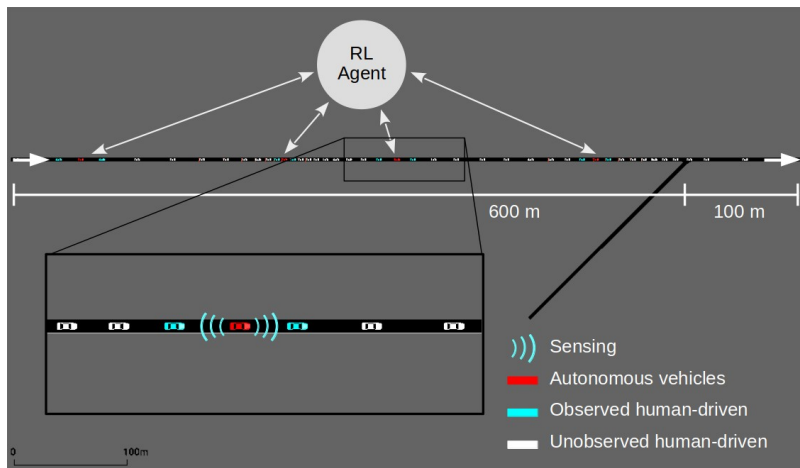 RL
Agent
600 m
100 m
Sensing
Autonomous vehicles
Observed human-driven
Unobserved human-driven
0
100m